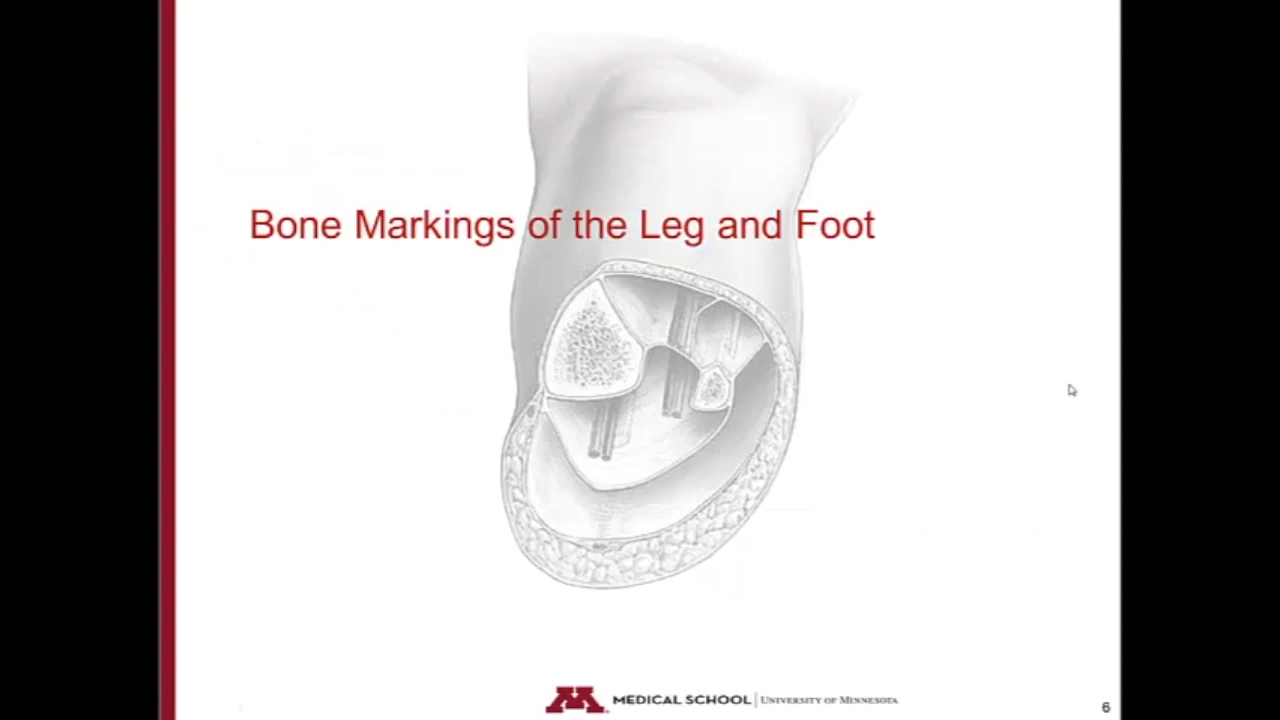 Bone Markings of the Leg and Foot
M MEDICAL SCHOOL UNIVERSITY OF MINNESOTA
6